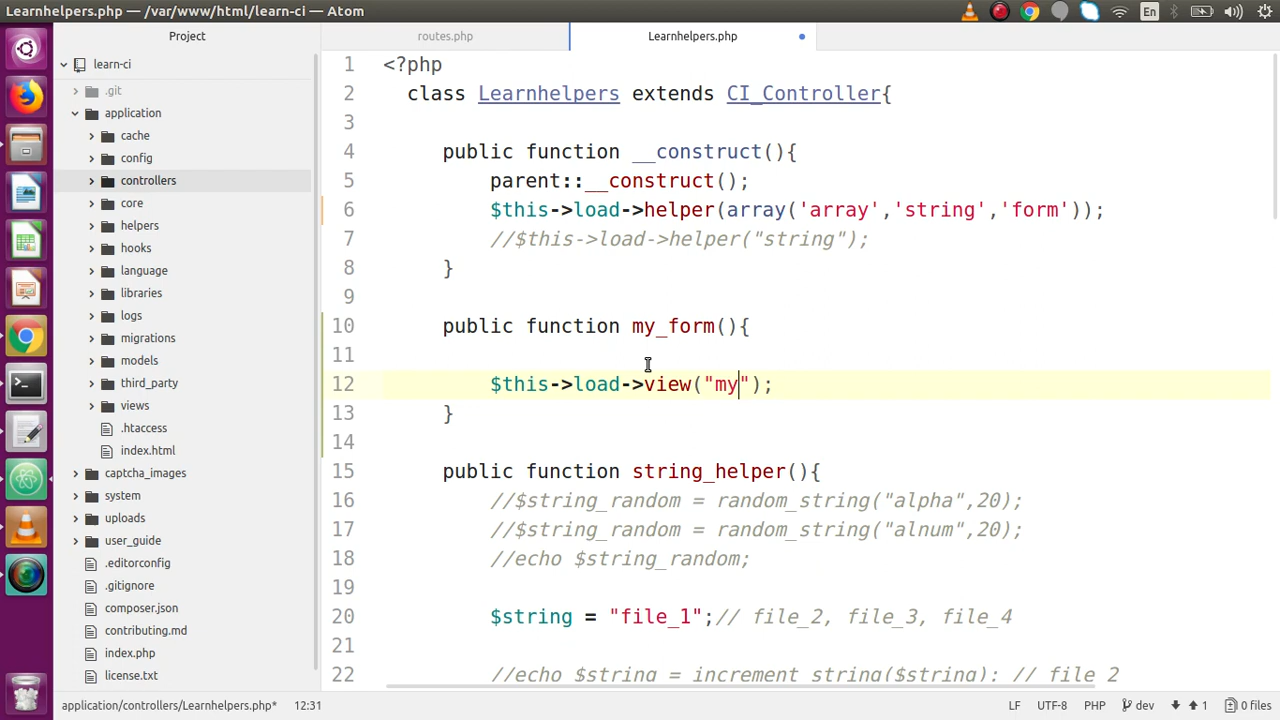 Learnhelpers.php — /var/www/html/learn-ci — Atom
En
Project
routes.php
Learnhelpers.php
learn-ci
.git
application
cache
config
controllers
core
helpers
hooks
language
libraries
logs
migrations
models
third_party
views
.htaccess
index.html
captcha_images
system
uploads
user_guide
.editorconfig
.gitignore
composer.json
contributing.md
index.php
license.txt
1 <?php
2 class Learnhelpers extends CI_Controller{
3
4 public function __construct(){
5 parent::__construct();
6 $this->load->helper(array('array','string','form'));
7 //$this->load->helper("string");
8 }
9
10 public function my_form(){
11
12 $this->load->view("my");
13 }
14
15 public function string_helper(){
16 //$string_random = random_string("alpha",20);
17 //$string_random = random_string("alnum",20);
18 //echo $string_random;
19
20 $string = "file_1";// file_2, file_3, file_4
21
22 //echo $string = increment_string($string); // file_2
application/controllers/Learnhelpers.php* 12:31 LF UTF-8 PHP dev 1 0 files